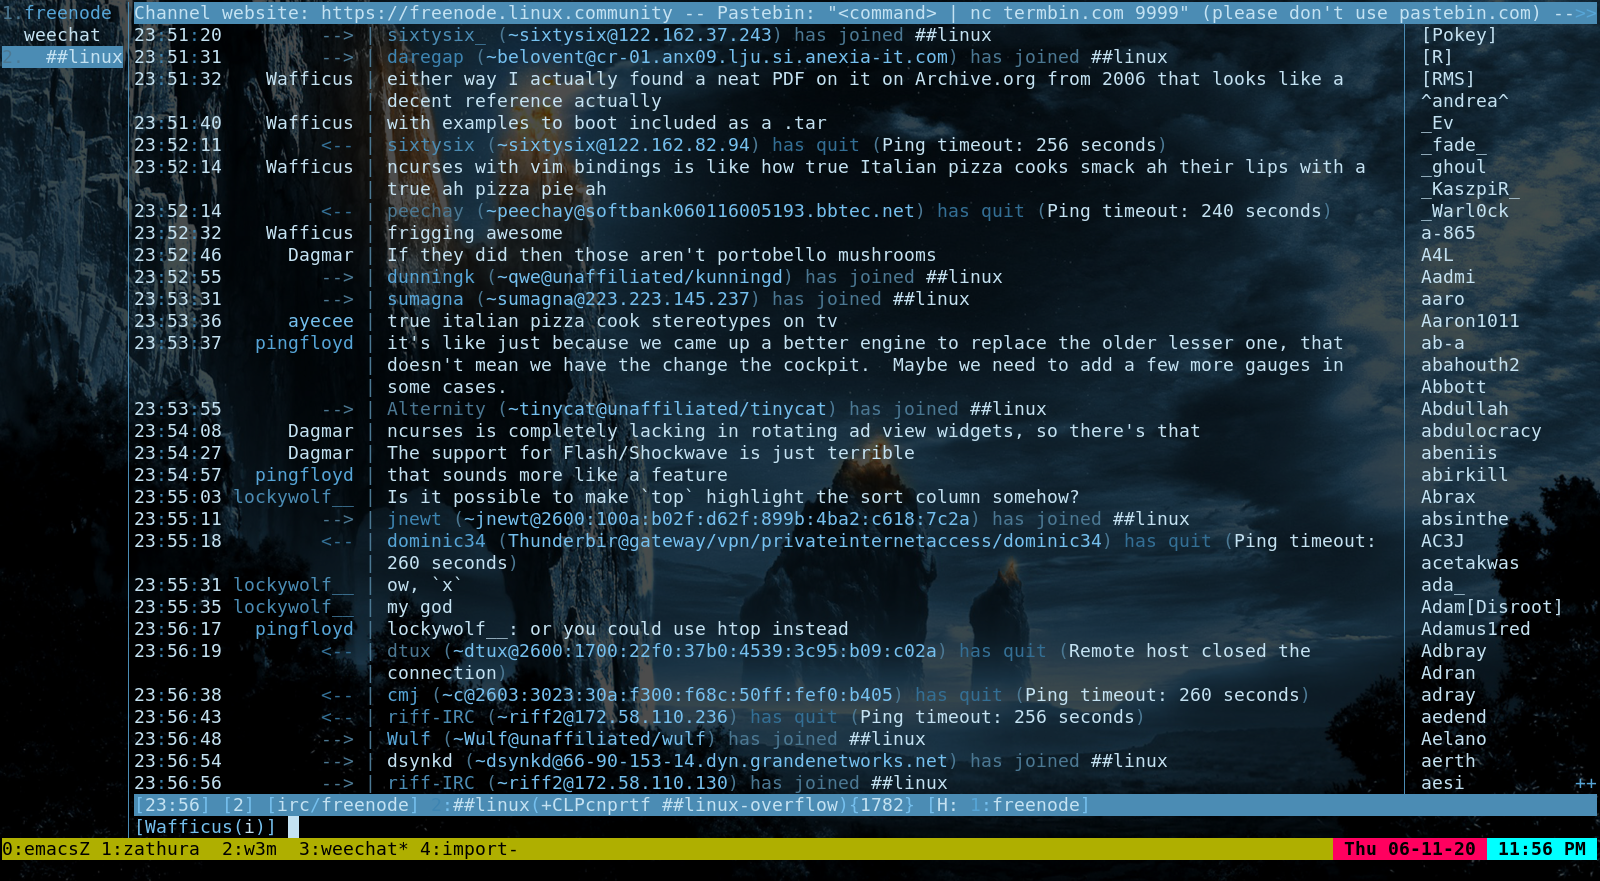 1.freenode Channel website: https://freenode.linux.community -- Pastebin: "<command> | nc termbin.com 9999" (please don't use pastebin.com) -->>
weechat 23:51:20 --> | sixtysix_ (~sixtysix@122.162.37.243) has joined ##linux [Pokey]
2. ##linux 23:51:31 --> | daregap (~belovent@cr-01.anx09.lju.si.anexia-it.com) has joined ##linux [R]
23:51:32 Wafficus | either way I actually found a neat PDF on it on Archive.org from 2006 that looks like a [RMS]
| decent reference actually ^andrea^
23:51:40 Wafficus | with examples to boot included as a .tar _Ev
23:52:11 <-- | sixtysix (~sixtysix@122.162.82.94) has quit (Ping timeout: 256 seconds) _fade_
23:52:14 Wafficus | ncurses with vim bindings is like how true Italian pizza cooks smack ah their lips with a _ghoul
| true ah pizza pie ah _KaszpiR_
23:52:14 <-- | peechay (~peechay@softbank060116005193.bbtec.net) has quit (Ping timeout: 240 seconds) _Warl0ck
23:52:32 Wafficus | frigging awesome a-865
23:52:46 Dagmar | If they did then those aren't portobello mushrooms A4L
23:52:55 --> | dunningk (~qwe@unaffiliated/kunningd) has joined ##linux Aadmi
23:53:31 --> | sumagna (~sumagna@223.223.145.237) has joined ##linux aaro
23:53:36 ayecee | true italian pizza cook stereotypes on tv Aaron1011
23:53:37 pingfloyd | it's like just because we came up a better engine to replace the older lesser one, that ab-a
| doesn't mean we have the change the cockpit.  Maybe we need to add a few more gauges in abahouth2
| some cases. Abbott
23:53:55 --> | Alternity (~tinycat@unaffiliated/tinycat) has joined ##linux Abdullah
23:54:08 Dagmar | ncurses is completely lacking in rotating ad view widgets, so there's that abdulocracy
23:54:27 Dagmar | The support for Flash/Shockwave is just terrible abeniis
23:54:57 pingfloyd | that sounds more like a feature abirkill
23:55:03 lockywolf__ | Is it possible to make `top` highlight the sort column somehow? Abrax
23:55:11 --> | jnewt (~jnewt@2600:100a:b02f:d62f:899b:4ba2:c618:7c2a) has joined ##linux absinthe
23:55:18 <-- | dominic34 (Thunderbir@gateway/vpn/privateinternetaccess/dominic34) has quit (Ping timeout: AC3J
| 260 seconds) acetakwas
23:55:31 lockywolf__ | ow, `x` ada_
23:55:35 lockywolf__ | my god Adam[Disroot]
23:56:17 pingfloyd | lockywolf__: or you could use htop instead Adamus1red
23:56:19 <-- | dtux (~dtux@2600:1700:22f0:37b0:4539:3c95:b09:c02a) has quit (Remote host closed the Adbray
| connection) Adran
23:56:38 <-- | cmj (~c@2603:3023:30a:f300:f68c:50ff:fef0:b405) has quit (Ping timeout: 260 seconds) adray
23:56:43 <-- | riff-IRC (~riff2@172.58.110.236) has quit (Ping timeout: 256 seconds) aedend
23:56:48 --> | Wulf (~Wulf@unaffiliated/wulf) has joined ##linux Aelano
23:56:54 --> | dsynkd (~dsynkd@66-90-153-14.dyn.grandenetworks.net) has joined ##linux aerth
23:56:56 --> | riff-IRC (~riff2@172.58.110.130) has joined ##linux aesi ++
[23:56] [2] [irc/freenode] 2:##linux(+CLPcnprtf ##linux-overflow){1782} [H: 1:freenode]
[Wafficus(i)]
0:emacsZ 1:zathura  2:w3m  3:weechat* 4:import- Thu 06-11-20 11:56 PM